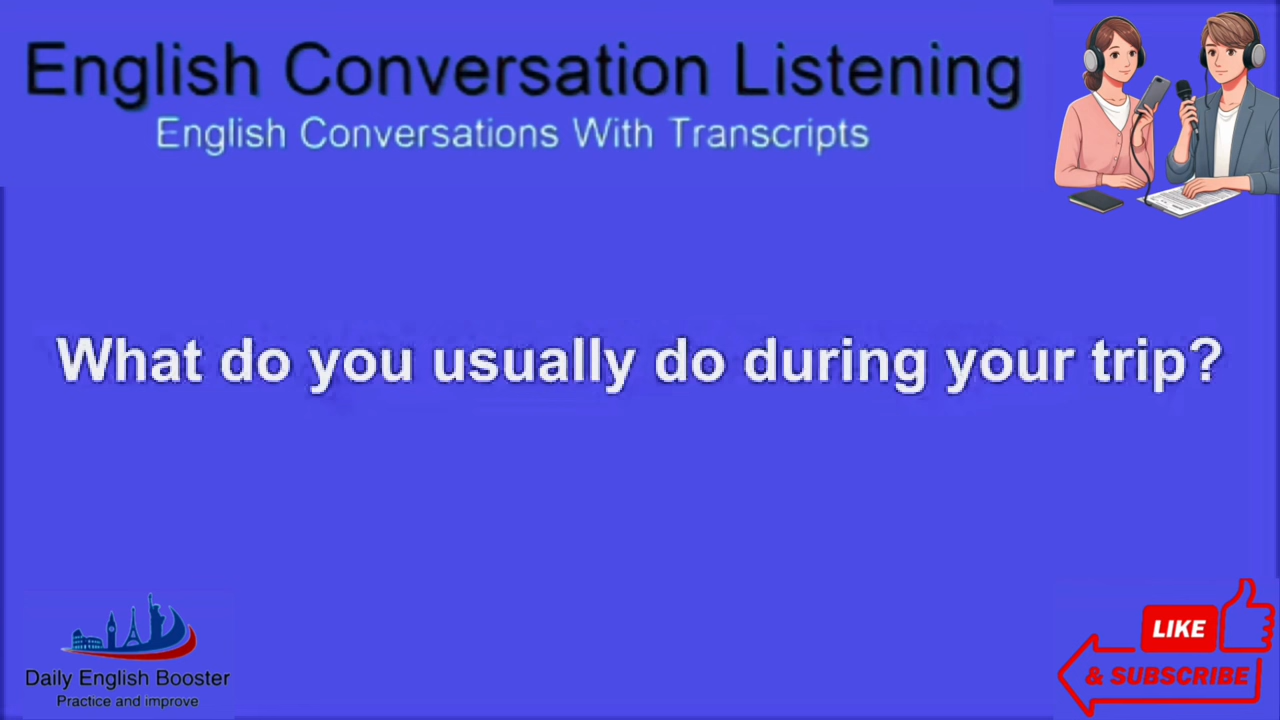 English Conversation Listening
English Conversations With Transcripts
What do you usually do during your trip?
Daily English Booster
Practice and improve
LIKE
& SUBSCRIBE